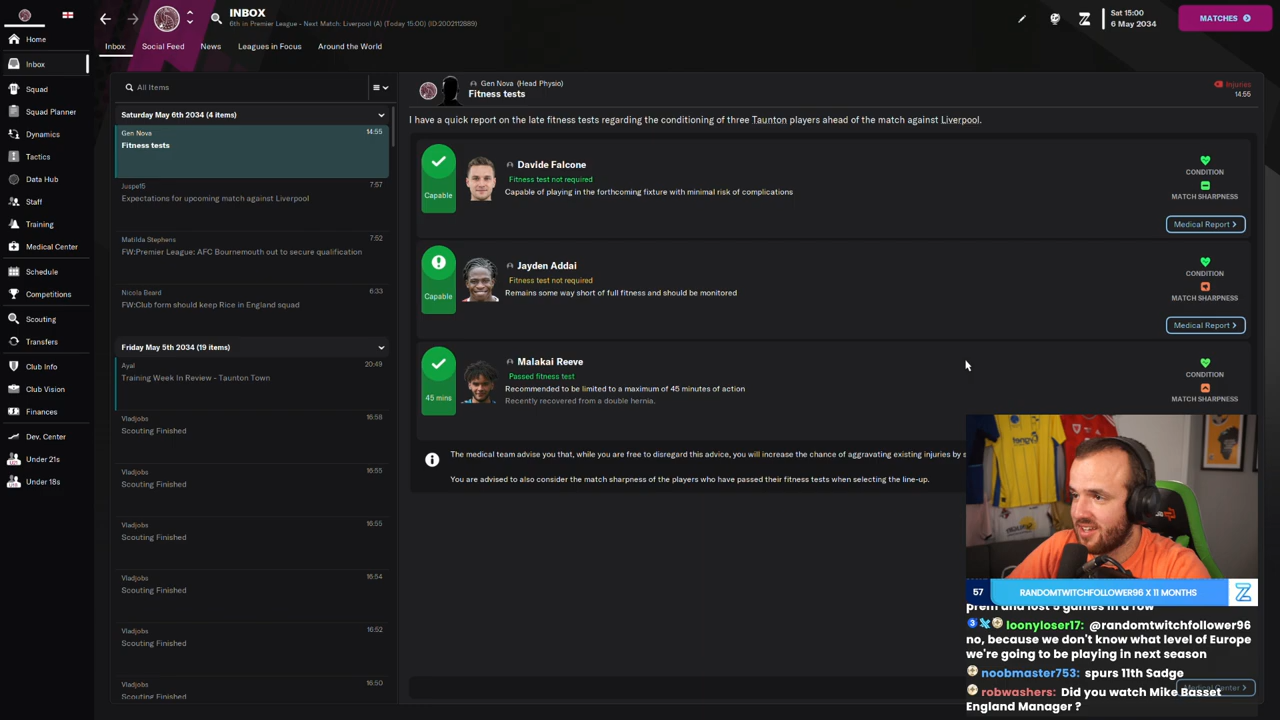 INBOX
6th in Premier League - Next Match: Liverpool (A) (Today 15:00) (ID:2002112889)
Sat 15:00
6 May 2034
MATCHES
Inbox
Social Feed
News
Leagues in Focus
Around the World
Home
Inbox
Squad
Squad Planner
Dynamics
Tactics
Data Hub
Staff
Training
Medical Center
Schedule
Competitions
Scouting
Transfers
Club Info
Club Vision
Finances
Dev. Center
Under 21s
Under 18s
All Items
Saturday May 6th 2034 (4 items)
Gen Nova 14:55
Fitness tests
Juspe15 7:57
Expectations for upcoming match against Liverpool
Matilda Stephens 7:52
FW:Premier League: AFC Bournemouth out to secure qualification
Nicola Beard 6:33
FW:Club form should keep Rice in England squad
Friday May 5th 2034 (19 items)
Ayal 20:49
Training Week In Review - Taunton Town
Vladjobs 16:58
Scouting Finished
Vladjobs 16:55
Scouting Finished
Vladjobs 16:55
Scouting Finished
Vladjobs 16:54
Scouting Finished
Vladjobs 16:52
Scouting Finished
Vladjobs 16:50
Scouting Finished
Gen Nova (Head Physio)
Fitness tests
Injuries
14:55
I have a quick report on the late fitness tests regarding the conditioning of three Taunton players ahead of the match against Liverpool.
Capable
Davide Falcone
Fitness test not required
Capable of playing in the forthcoming fixture with minimal risk of complications
CONDITION
MATCH SHARPNESS
Medical Report
Capable
Jayden Addai
Fitness test not required
Remains some way short of full fitness and should be monitored
CONDITION
MATCH SHARPNESS
Medical Report
45 mins
Malakai Reeve
Passed fitness test
Recommended to be limited to a maximum of 45 minutes of action
Recently recovered from a double hernia.
CONDITION
MATCH SHARPNESS
The medical team advise you that, while you are free to disregard this advice, you will increase the chance of aggravating existing injuries by s
You are advised to also consider the match sharpness of the players who have passed their fitness tests when selecting the line-up.
57
RANDOMTWITCHFOLLOWER96 X 11 MONTHS
prem and lost 5 games in a row
loonyloser17: @randomtwitchfollower96
no, because we don't know what level of Europe
we're going to be playing in next season
noobmaster753: spurs 11th Sadge
robwashers: Did you watch Mike Basset
England Manager ?
Medical Center